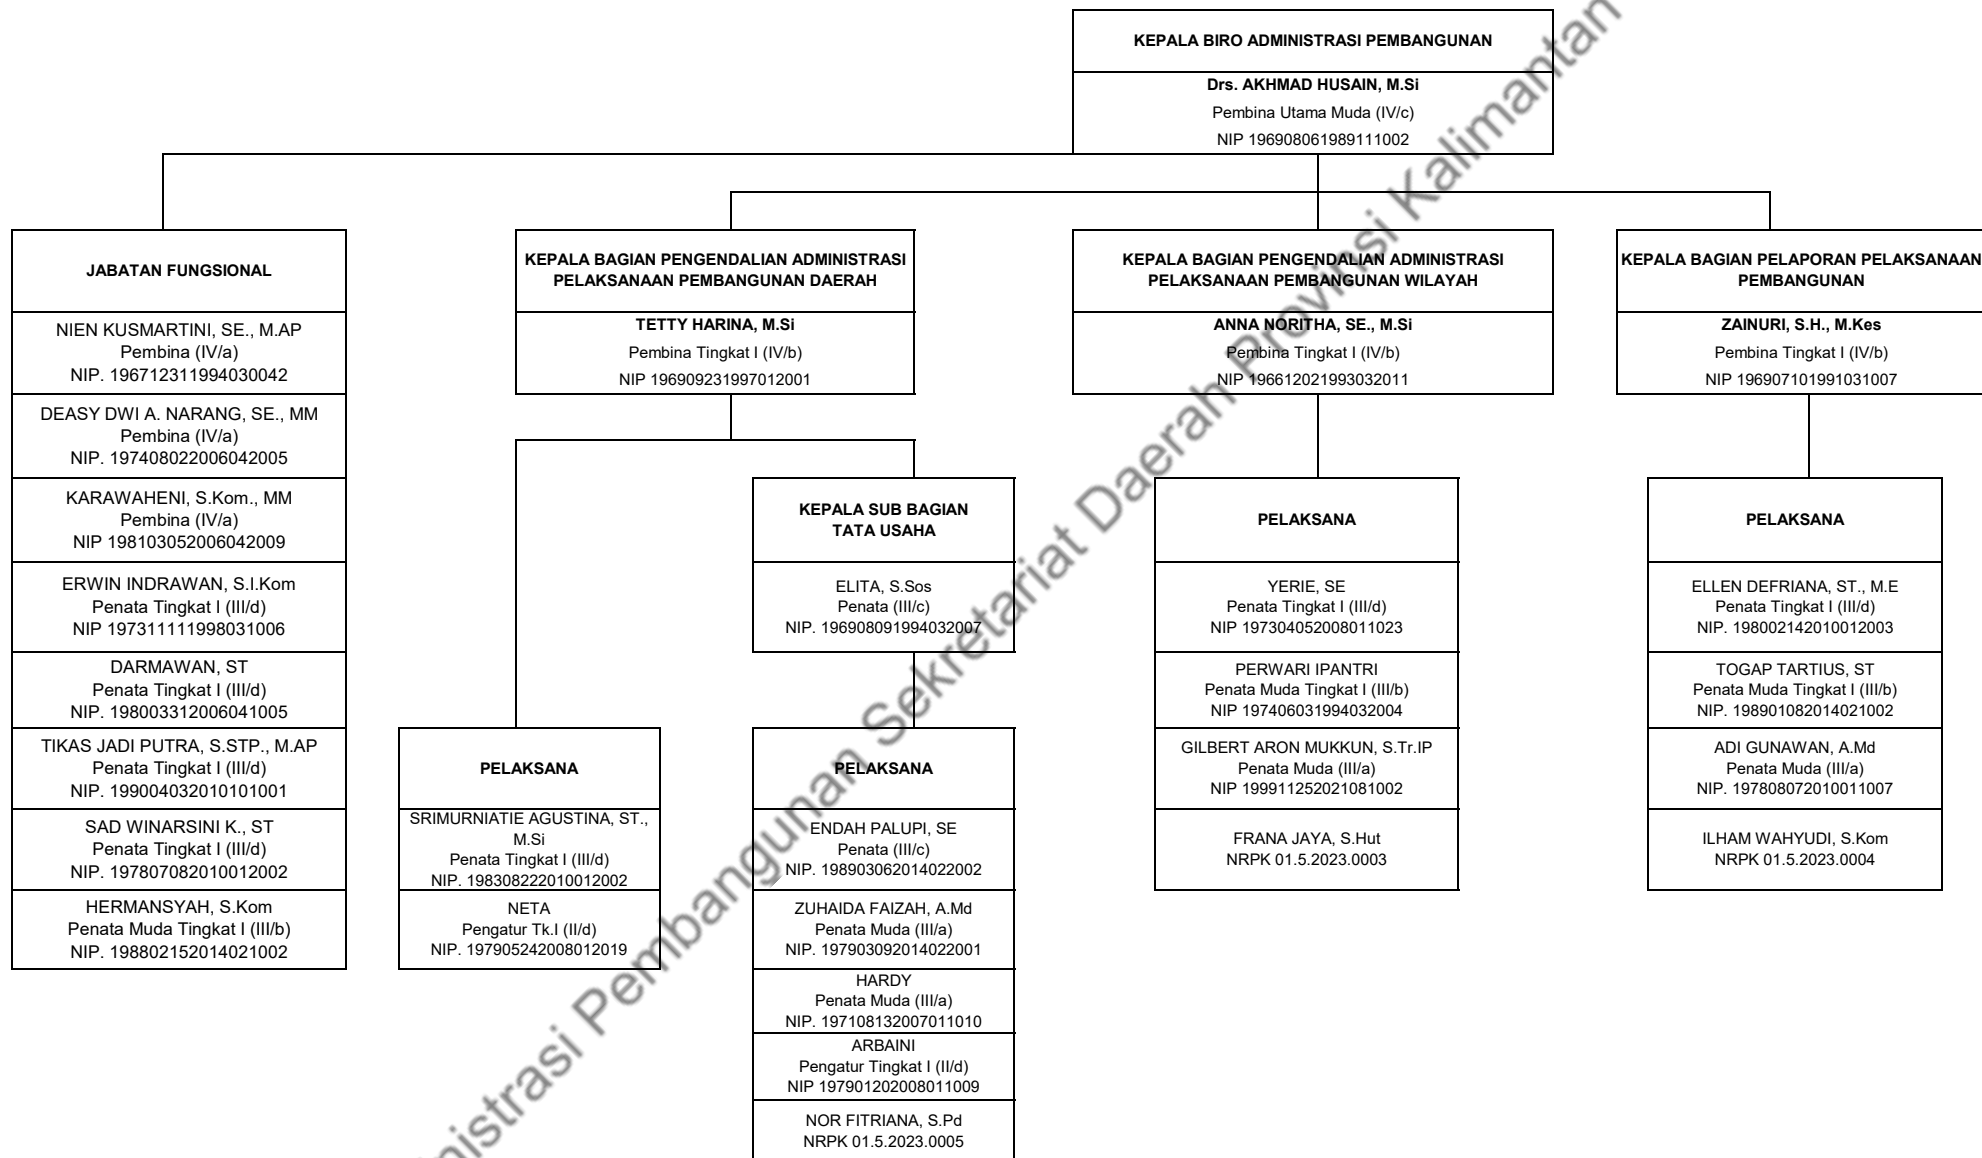 KEPALA BIRO ADMINISTRASI PEMBANGUNAN
Drs. AKHMAD HUSAIN, M.Si
Pembina Utama Muda (IV/c)
NIP 196908061989111002
JABATAN FUNGSIONAL
NIEN KUSMARTINI, SE., M.AP
Pembina (IV/a)
NIP. 196712311994030042
DEASY DWI A. NARANG, SE., MM
Pembina (IV/a)
NIP. 197408022006042005
KARAWAHENI, S.Kom., MM
Pembina (IV/a)
NIP 198103052006042009
ERWIN INDRAWAN, S.I.Kom
Penata Tingkat I (III/d)
NIP 197311111998031006
DARMAWAN, ST
Penata Tingkat I (III/d)
NIP. 198003312006041005
TIKAS JADI PUTRA, S.STP., M.AP
Penata Tingkat I (III/d)
NIP. 199004032010101001
SAD WINARSINI K., ST
Penata Tingkat I (III/d)
NIP. 197807082010012002
HERMANSYAH, S.Kom
Penata Muda Tingkat I (III/b)
NIP. 198802152014021002
KEPALA BAGIAN PENGENDALIAN ADMINISTRASI
PELAKSANAAN PEMBANGUNAN DAERAH
TETTY HARINA, M.Si
Pembina Tingkat I (IV/b)
NIP 196909231997012001
PELAKSANA
SRIMURNIATIE AGUSTINA, ST.,
M.Si
Penata Tingkat I (III/d)
NIP. 198308222010012002
NETA
Pengatur Tk.I (II/d)
NIP. 197905242008012019
KEPALA SUB BAGIAN
TATA USAHA
ELITA, S.Sos
Penata (III/c)
NIP. 196908091994032007
PELAKSANA
ENDAH PALUPI, SE
Penata (III/c)
NIP. 198903062014022002
ZUHAIDA FAIZAH, A.Md
Penata Muda (III/a)
NIP. 197903092014022001
HARDY
Penata Muda (III/a)
NIP. 197108132007011010
ARBAINI
Pengatur Tingkat I (II/d)
NIP 197901202008011009
NOR FITRIANA, S.Pd
NRPK 01.5.2023.0005
KEPALA BAGIAN PENGENDALIAN ADMINISTRASI
PELAKSANAAN PEMBANGUNAN WILAYAH
ANNA NORITHA, SE., M.Si
Pembina Tingkat I (IV/b)
NIP 196612021993032011
PELAKSANA
YERIE, SE
Penata Tingkat I (III/d)
NIP 197304052008011023
PERWARI IPANTRI
Penata Muda Tingkat I (III/b)
NIP 197406031994032004
GILBERT ARON MUKKUN, S.Tr.IP
Penata Muda (III/a)
NIP 199911252021081002
FRANA JAYA, S.Hut
NRPK 01.5.2023.0003
KEPALA BAGIAN PELAPORAN PELAKSANAAN
PEMBANGUNAN
ZAINURI, S.H., M.Kes
Pembina Tingkat I (IV/b)
NIP 196907101991031007
PELAKSANA
ELLEN DEFRIANA, ST., M.E
Penata Tingkat I (III/d)
NIP. 198002142010012003
TOGAP TARTIUS, ST
Penata Muda Tingkat I (III/b)
NIP. 198901082014021002
ADI GUNAWAN, A.Md
Penata Muda (III/a)
NIP. 197808072010011007
ILHAM WAHYUDI, S.Kom
NRPK 01.5.2023.0004
nistrasi Pembangunan Sekretariat Daerah Provinsi Kalimantan